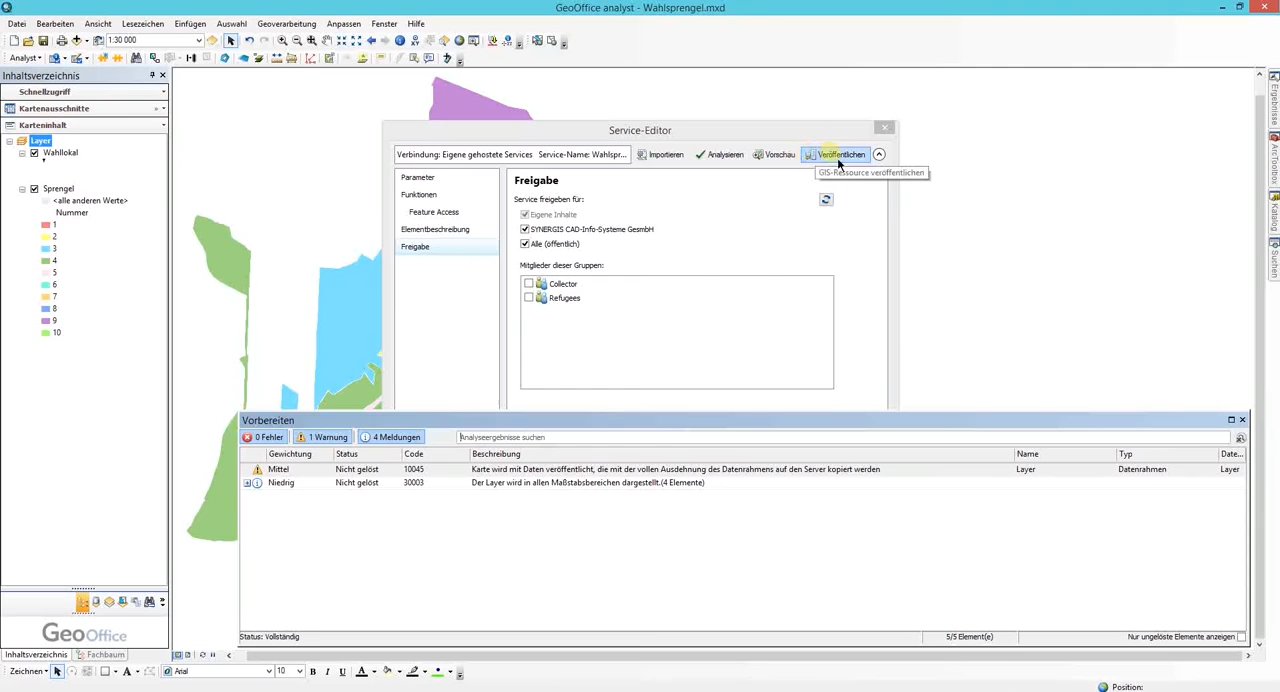 GeoOffice analyst - Wahlsprengel.mxd
Datei Bearbeiten Ansicht Lesezeichen Einfügen Auswahl Geoverarbeitung Anpassen Fenster Hilfe
1:30 000
Analyst
Inhaltsverzeichnis
Schnellzugriff
Kartenausschnitte
Karteninhalt
Layer
Wahllokal
Sprengel
<alle anderen Werte>
Nummer
1
2
3
4
5
6
7
8
9
10
GeoOffice
Inhaltsverzeichnis Fachbaum
Service-Editor
Verbindung: Eigene gehostete Services Service-Name: Wahlspr... Importieren Analysieren Vorschau Veröffentlichen
GIS-Ressource veröffentlichen
Parameter
Funktionen
Feature Access
Elementbeschreibung
Freigabe
Freigabe
Service freigeben für:
Eigene Inhalte
SYNERGIS CAD-Info-Systeme GesmbH
Alle (öffentlich)
Mitglieder dieser Gruppen:
Collector
Refugees
Vorbereiten
0 Fehler 1 Warnung 4 Meldungen Analyseergebnisse suchen
Gewichtung Status Code Beschreibung Name Typ Date...
Mittel Nicht gelöst 10045 Karte wird mit Daten veröffentlicht, die mit der vollen Ausdehnung des Datenrahmens auf den Server kopiert werden Layer Datenrahmen Layer
Niedrig Nicht gelöst 30003 Der Layer wird in allen Maßstabsbereichen dargestellt.(4 Elemente)
Status: Vollständig 5/5 Element(e) Nur ungelöste Elemente anzeigen
Ergebnisse
ArcToolbox
Katalog
Suchen
Zeichnen Arial 10 B I U A
Position: